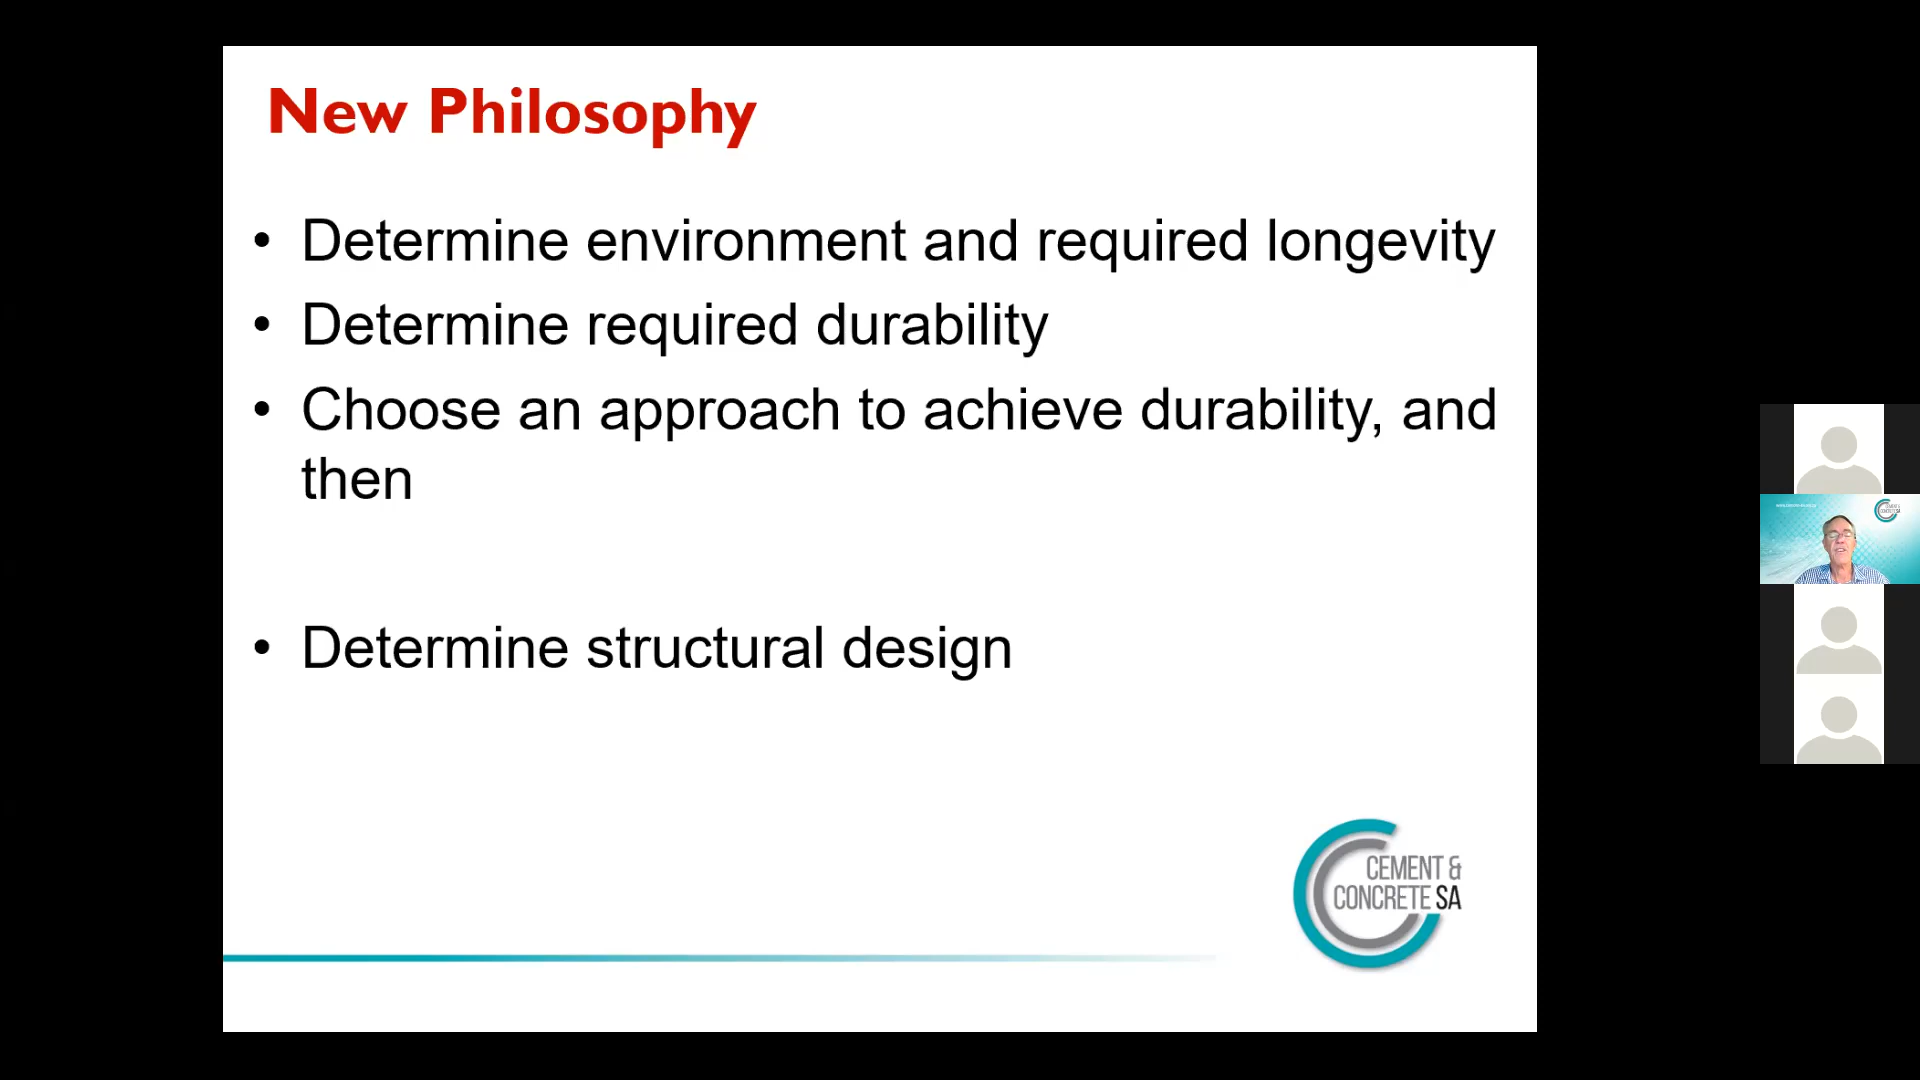 New Philosophy
• Determine environment and required longevity
• Determine required durability
• Choose an approach to achieve durability, and
then
• Determine structural design
CEMENT &
CONCRETE SA